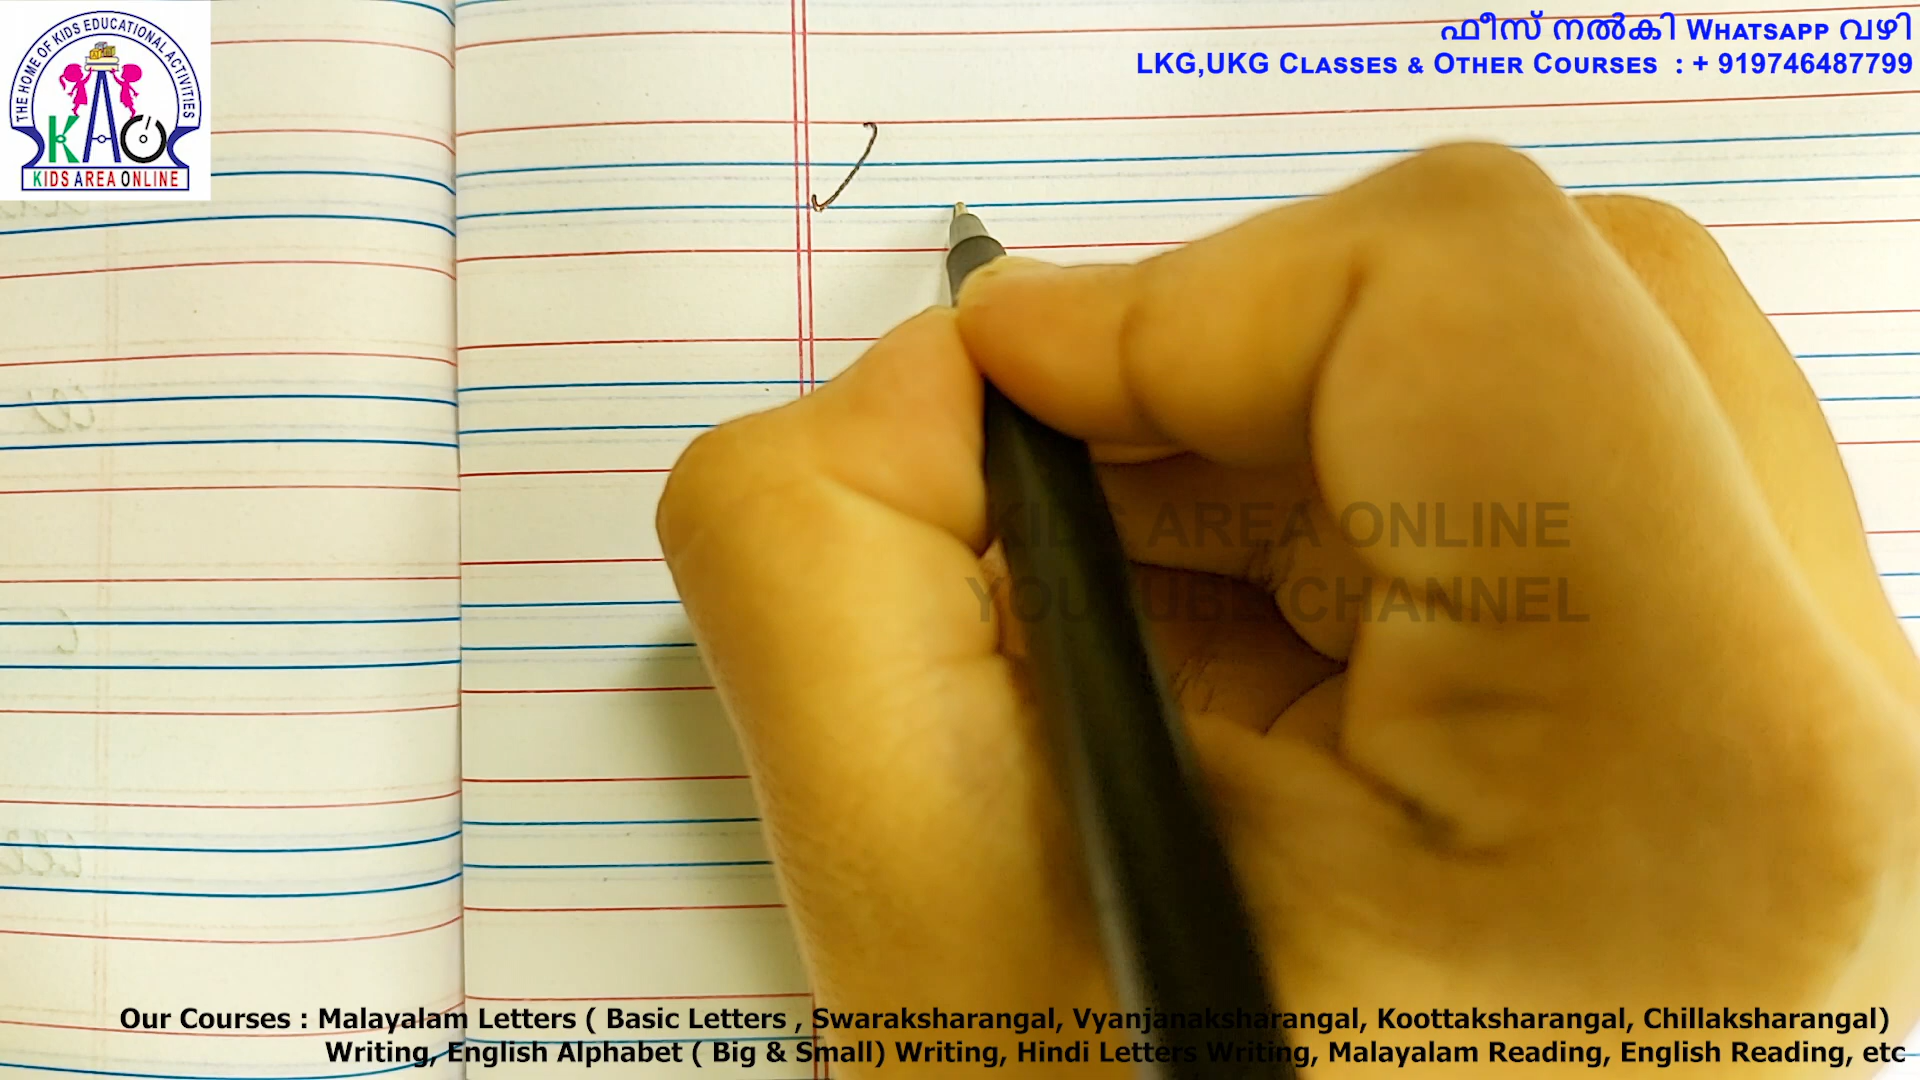 THE HOME OF KIDS EDUCATIONAL ACTIVITIES
KAO
KIDS AREA ONLINE
ഫീസ് നൽകി WHATSAPP വഴി
LKG,UKG CLASSES & OTHER COURSES : + 919746487799
KIDS AREA ONLINE
YOUTUBE CHANNEL
Our Courses : Malayalam Letters ( Basic Letters , Swaraksharangal, Vyanjanaksharangal, Koottaksharangal, Chillaksharangal)
Writing, English Alphabet ( Big & Small) Writing, Hindi Letters Writing, Malayalam Reading, English Reading, etc